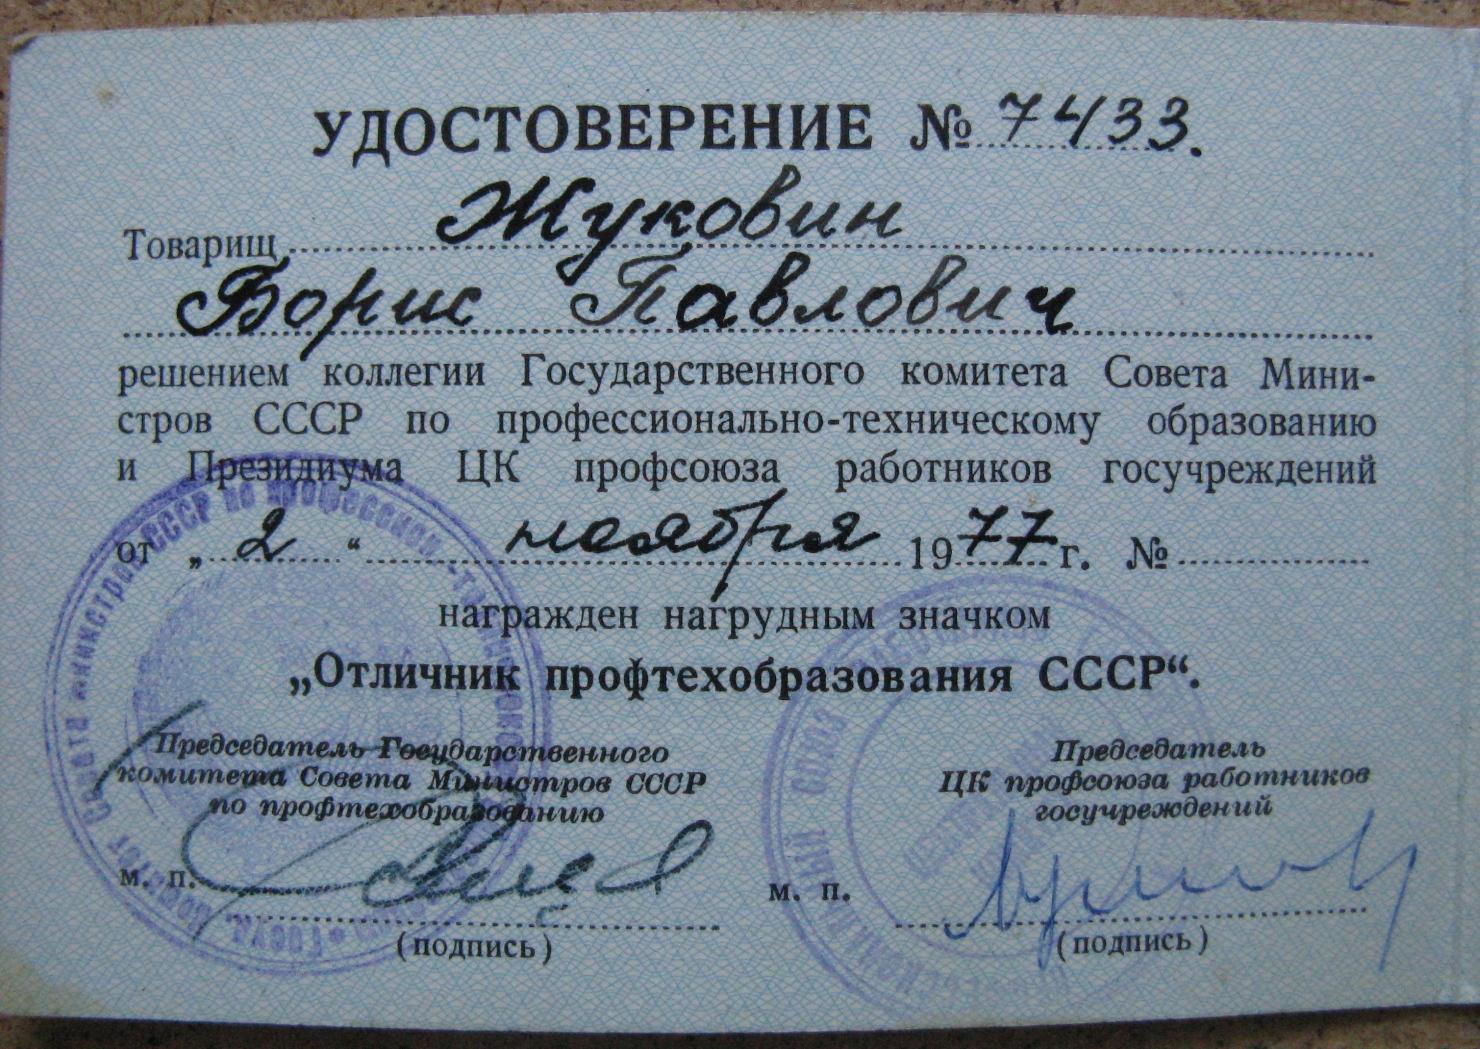 УДОСТОВЕРЕНИЕ № 7433.
Товарищ Жуковин
Борис Павлович
решением коллегии Государственного комитета Совета Мини-
стров СССР по профессионально-техническому образованию
и Президиума ЦК профсоюза работников госучреждений
от „ 2 “ ноября 1977 г. №
награжден нагрудным значком
„Отличник профтехобразования СССР“.
Председатель Государственного
комитета Совета Министров СССР
по профтехобразованию
м. п.
(подпись)
Председатель
ЦК профсоюза работников
госучреждений
м. п.
(подпись)